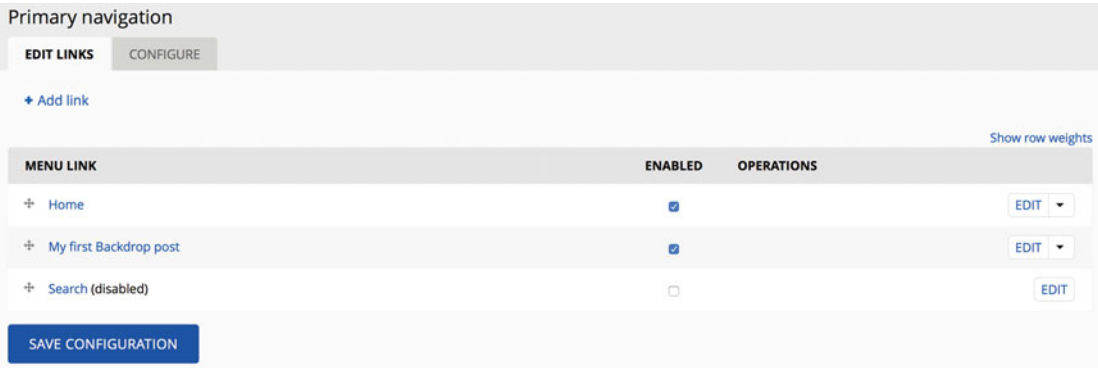 Primary navigation
EDIT LINKS CONFIGURE
+ Add link
Show row weights
MENU LINK ENABLED OPERATIONS
Home EDIT
My first Backdrop post EDIT
Search (disabled) EDIT
SAVE CONFIGURATION